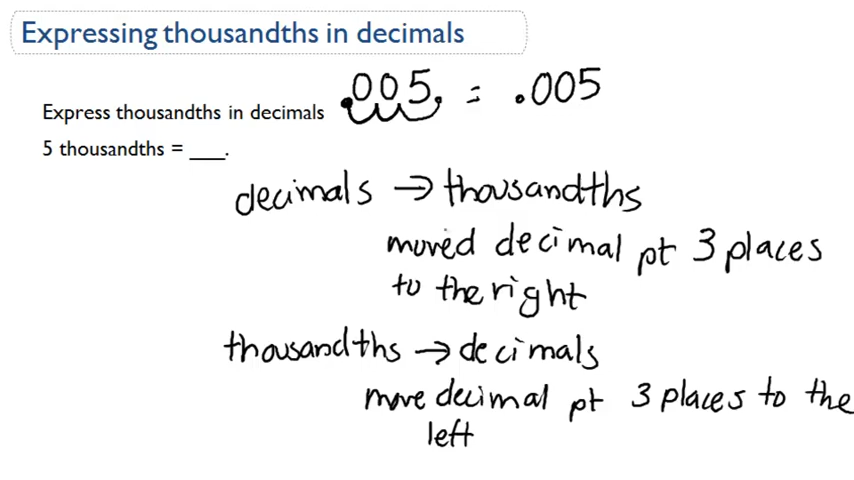 Expressing thousandths in decimals
.005. = .005
Express thousandths in decimals
5 thousandths = ___.
decimals → thousandths
moved decimal pt 3 places
to the right
thousandths → decimals
move decimal pt 3 places to the
left